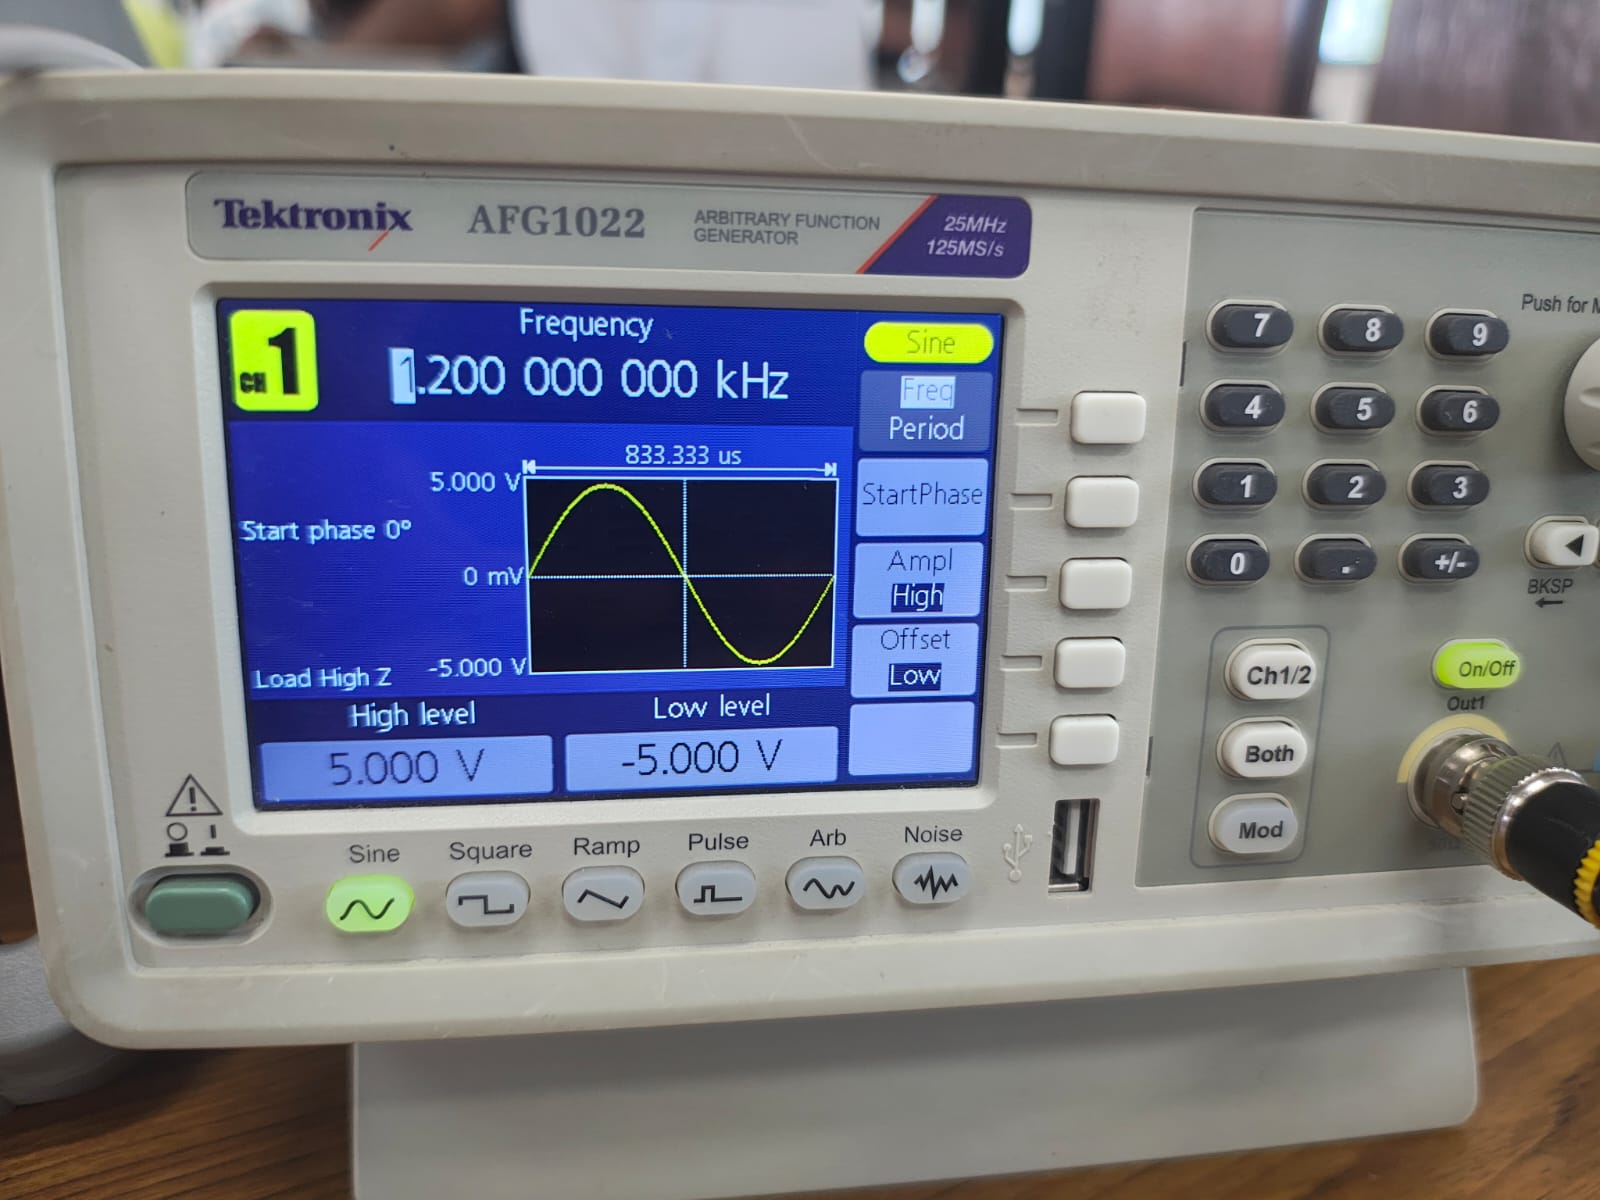 Tektronix AFG1022 ARBITRARY FUNCTION GENERATOR
25MHz
125MS/s
CH 1
Frequency
1.200 000 000 kHz
Sine
Freq
Period
StartPhase
Ampl
High
Offset
Low
833.333 us
5.000 V
Start phase 0°
0 mV
Load High Z
-5.000 V
High level
Low level
5.000 V
-5.000 V
Sine
Square
Ramp
Pulse
Arb
Noise
Push for
7 8 9
4 5 6
1 2 3
0 . +/-
BKSP
Ch1/2
Both
Mod
On/Off
Out1